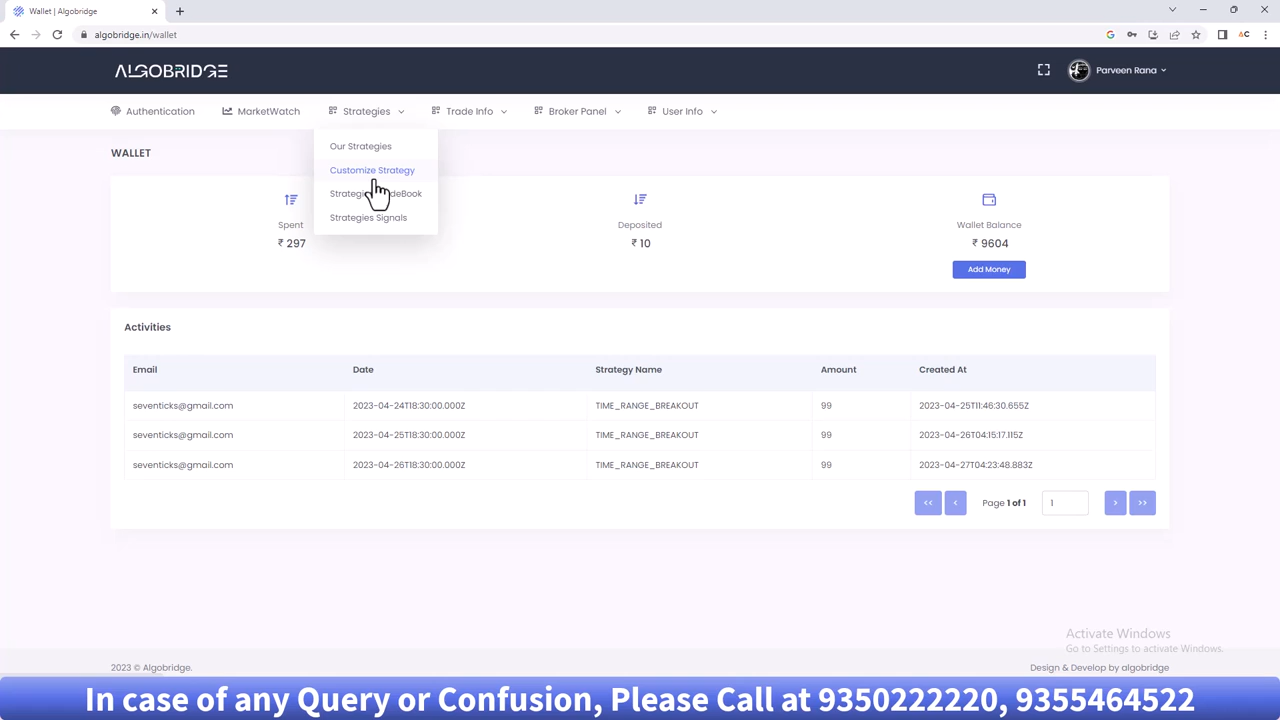 Wallet | Algobridge
algobridge.in/wallet
ALGOBRIDGE
Parveen Rana
Authentication
MarketWatch
Strategies
Trade Info
Broker Panel
User Info
Our Strategies
Customize Strategy
Strategies Signals
WALLET
Spent
₹ 297
Deposited
₹ 10
Wallet Balance
₹ 9604
Add Money
Activities
Email Date Strategy Name Amount Created At
seventicks@gmail.com 2023-04-24T18:30:00.000Z TIME_RANGE_BREAKOUT 99 2023-04-25T11:46:30.655Z
seventicks@gmail.com 2023-04-25T18:30:00.000Z TIME_RANGE_BREAKOUT 99 2023-04-26T04:15:17.115Z
seventicks@gmail.com 2023-04-26T18:30:00.000Z TIME_RANGE_BREAKOUT 99 2023-04-27T04:23:48.883Z
<< < Page 1 of 1 1 > >>
Activate Windows
Go to Settings to activate Windows.
2023 © Algobridge.
Design & Develop by algobridge
In case of any Query or Confusion, Please Call at 9350222220, 9355464522